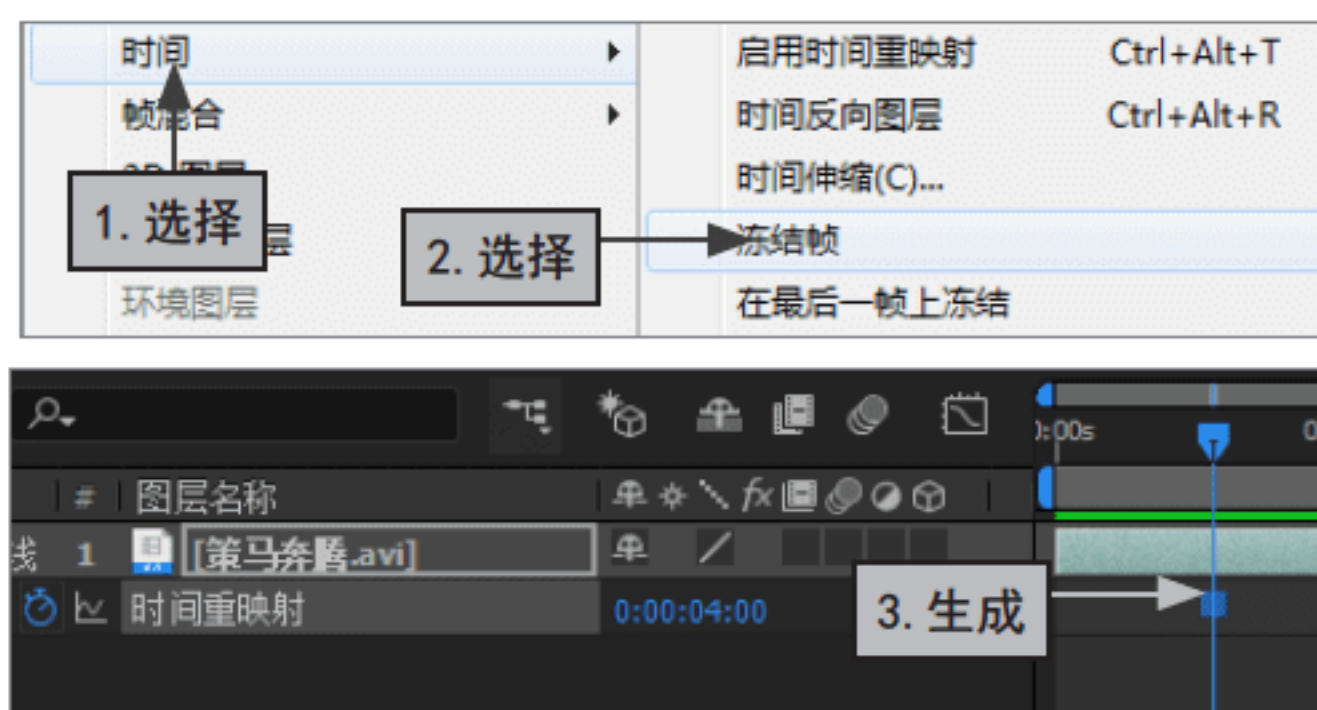 时间
启用时间重映射 Ctrl+Alt+T
帧混合
时间反向图层 Ctrl+Alt+R
时间伸缩(C)...
1. 选择
2. 选择
冻结帧
层
环境图层
在最后一帧上冻结
:00s
0
# 图层名称
fx
1 [策马奔腾.avi]
时间重映射 0:00:04:00
3. 生成